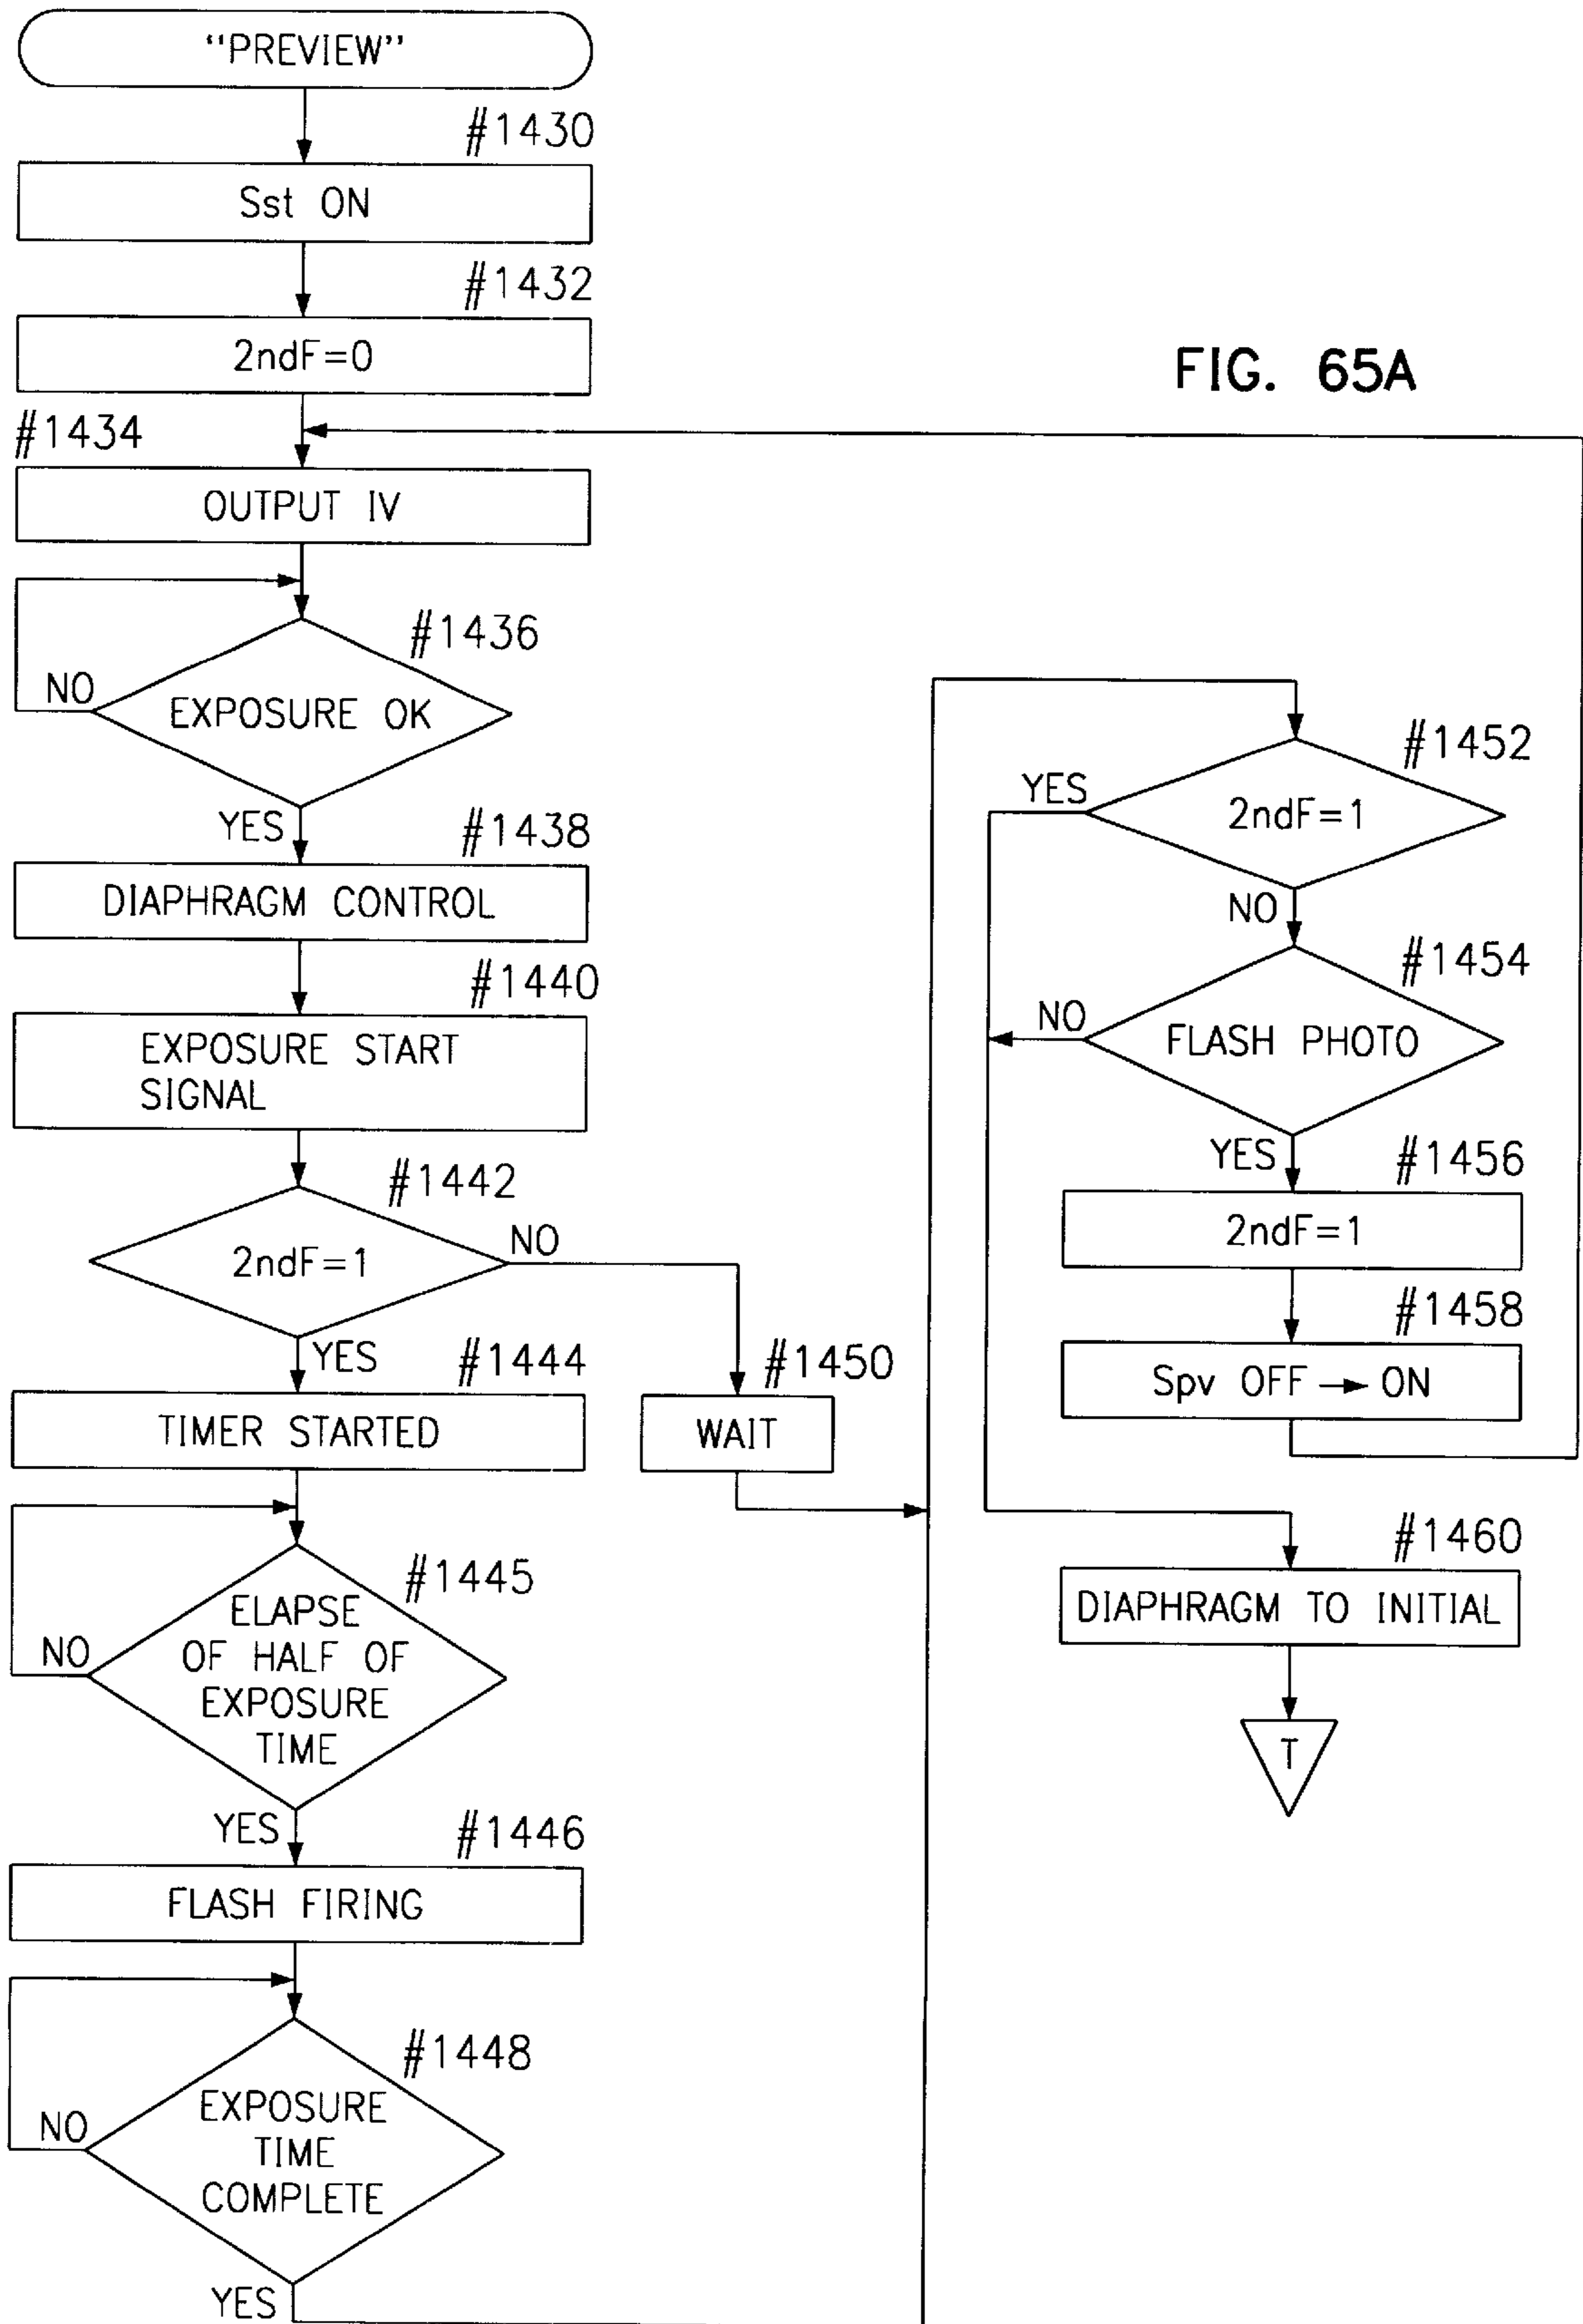 "PREVIEW"
#1430
Sst ON
#1432
2ndF=0
FIG. 65A
#1434
OUTPUT IV
#1436
NO
EXPOSURE OK
YES
#1438
DIAPHRAGM CONTROL
#1440
EXPOSURE START
SIGNAL
#1442
2ndF=1
NO
YES
#1444
TIMER STARTED
#1450
WAIT
#1445
NO
ELAPSE
OF HALF OF
EXPOSURE
TIME
YES
#1446
FLASH FIRING
#1448
NO
EXPOSURE
TIME
COMPLETE
YES
#1452
YES
2ndF=1
NO
#1454
NO
FLASH PHOTO
YES
#1456
2ndF=1
#1458
Spv OFF → ON
#1460
DIAPHRAGM TO INITIAL
T